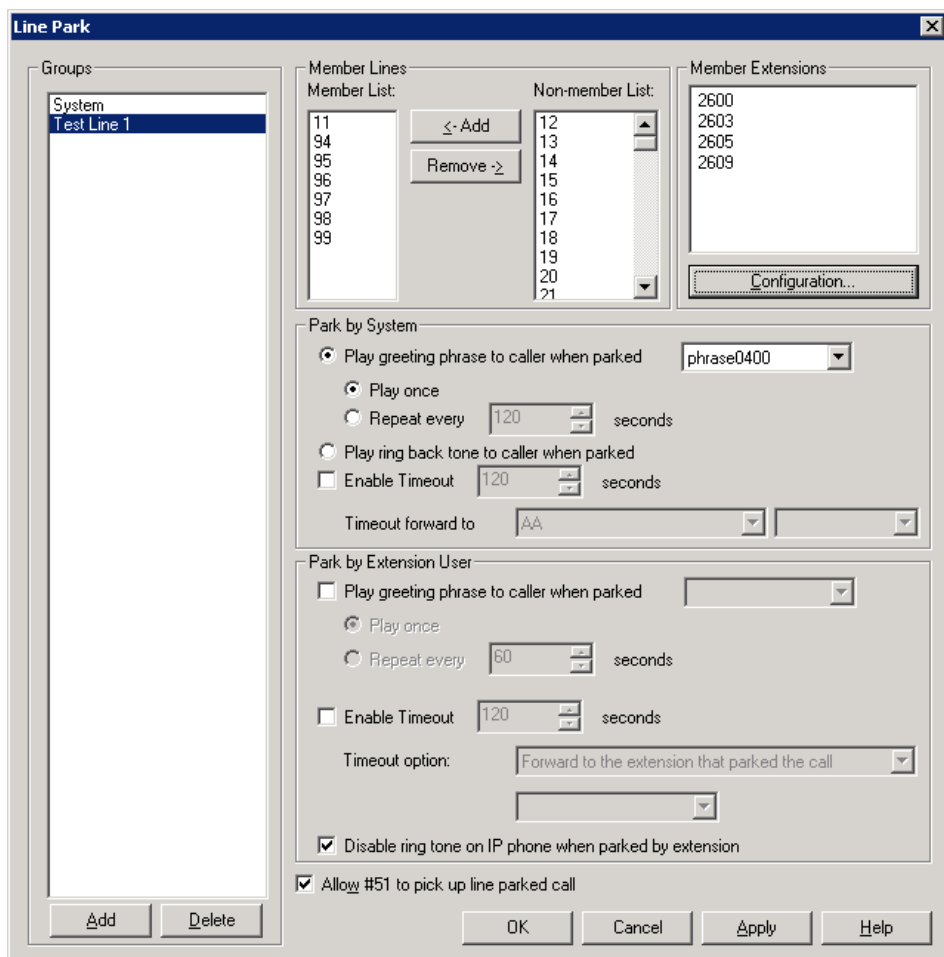 Line Park
Groups
System
Test Line 1
Add
Delete
Member Lines
Member List:
11
94
95
96
97
98
99
<- Add
Remove ->
Non-member List:
12
13
14
15
16
17
18
19
20
21
Member Extensions
2600
2603
2605
2609
Configuration...
Park by System
Play greeting phrase to caller when parked phrase0400
Play once
Repeat every 120 seconds
Play ring back tone to caller when parked
Enable Timeout 120 seconds
Timeout forward to AA
Park by Extension User
Play greeting phrase to caller when parked
Play once
Repeat every 60 seconds
Enable Timeout 120 seconds
Timeout option: Forward to the extension that parked the call
Disable ring tone on IP phone when parked by extension
Allow #51 to pick up line parked call
OK Cancel Apply Help